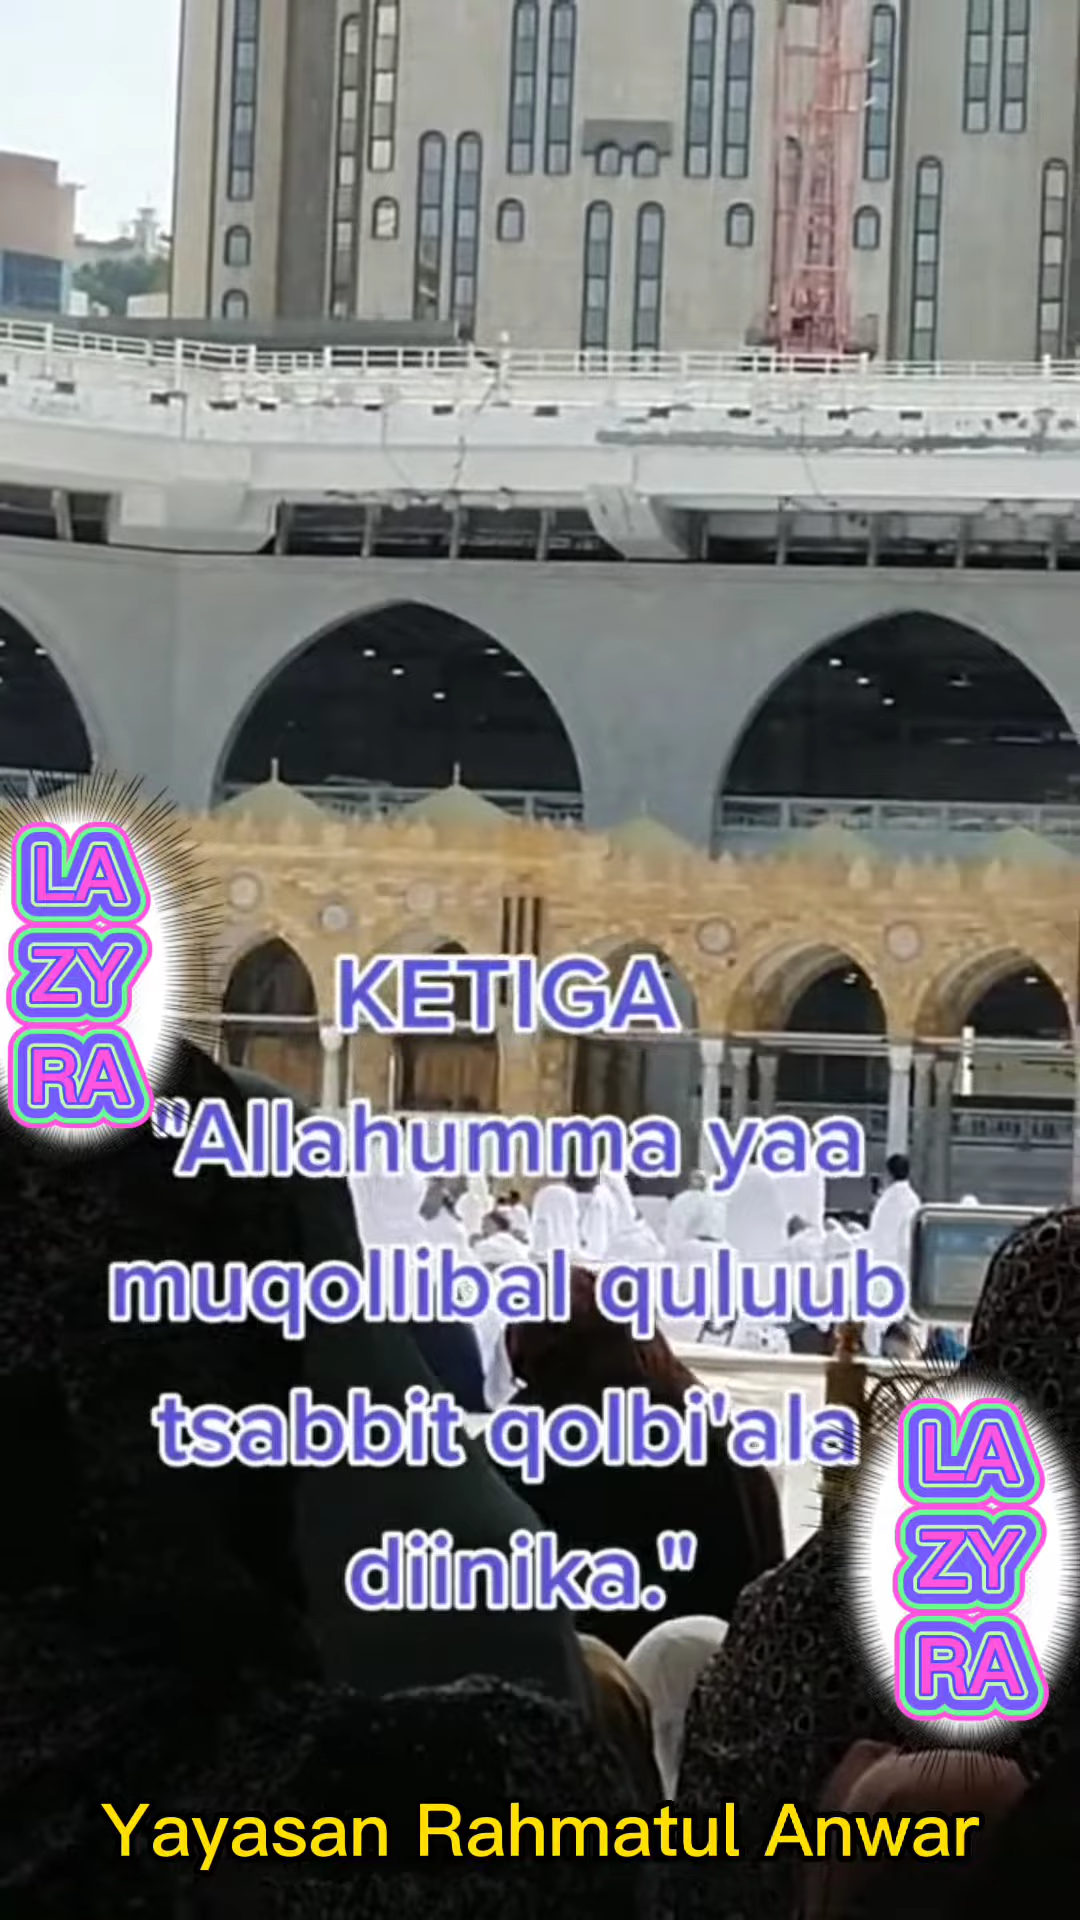 LA
ZY
RA
KETIGA
"Allahumma yaa
muqollibal quluub
tsabbit qolbi'ala
diinika."
LA
ZY
RA
Yayasan Rahmatul Anwar